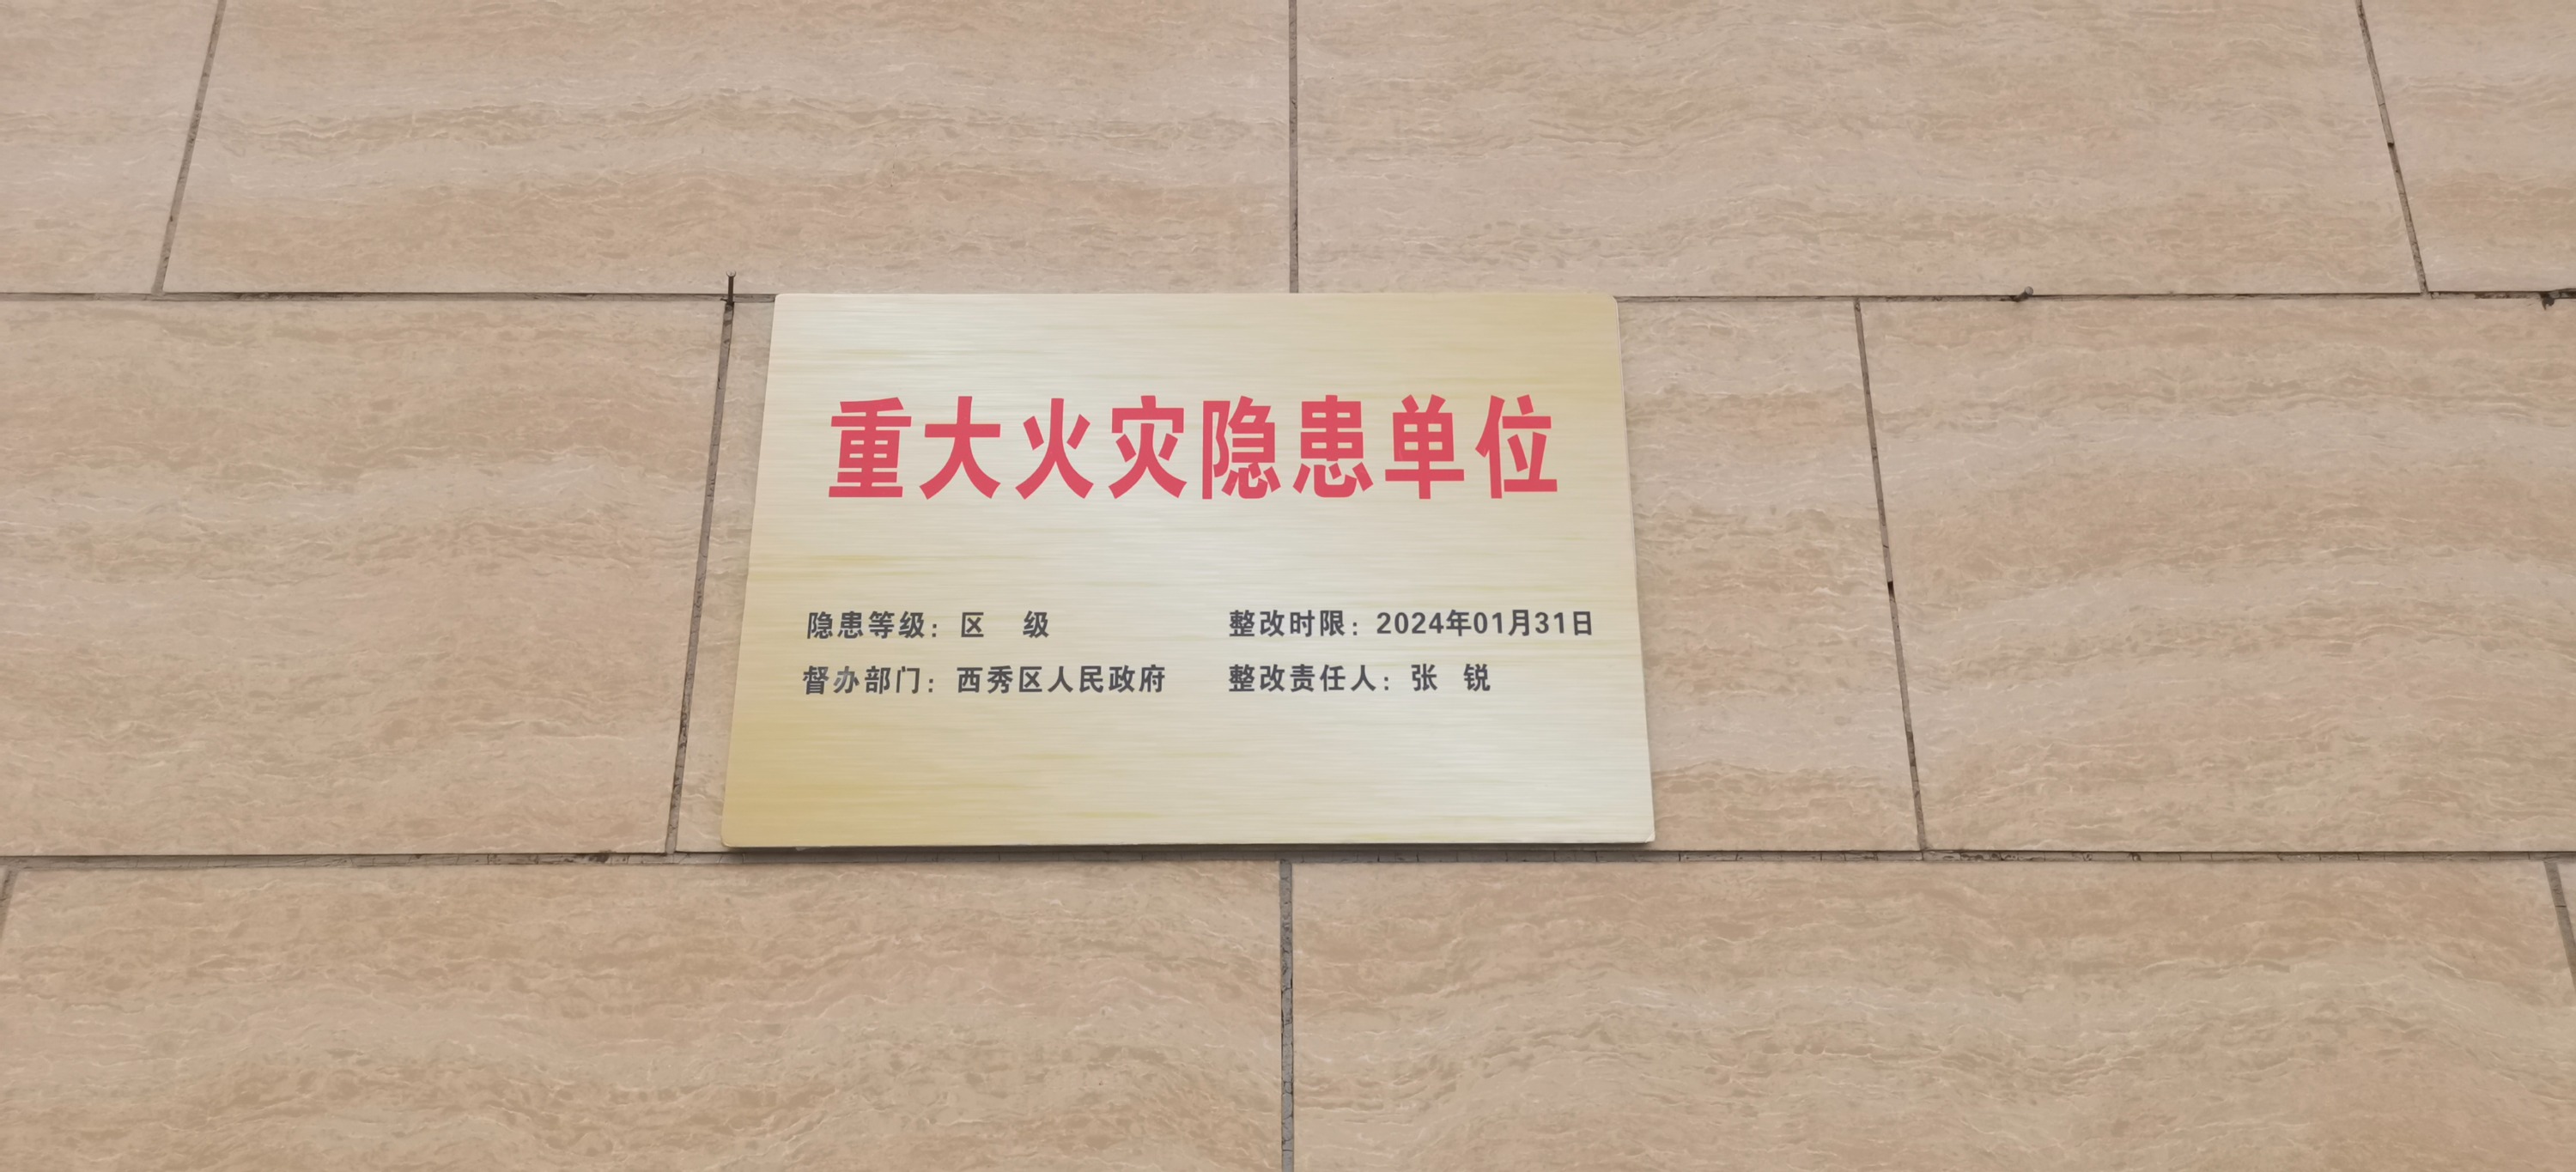 重大火灾隐患单位
隐患等级：区 级 整改时限：2024年01月31日
督办部门：西秀区人民政府 整改责任人：张 锐